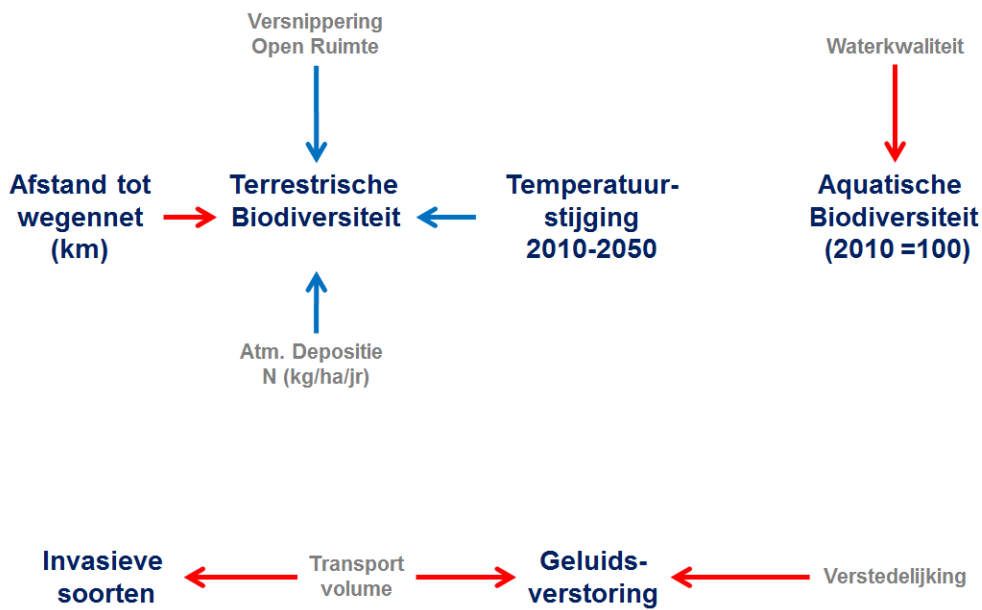 Versnippering
Open Ruimte
Waterkwaliteit
Afstand tot
wegennet
(km)
Terrestrische
Biodiversiteit
Temperatuur-
stijging
2010-2050
Aquatische
Biodiversiteit
(2010 =100)
Atm. Depositie
N (kg/ha/jr)
Invasieve
soorten
Transport
volume
Geluids-
verstoring
Verstedelijking